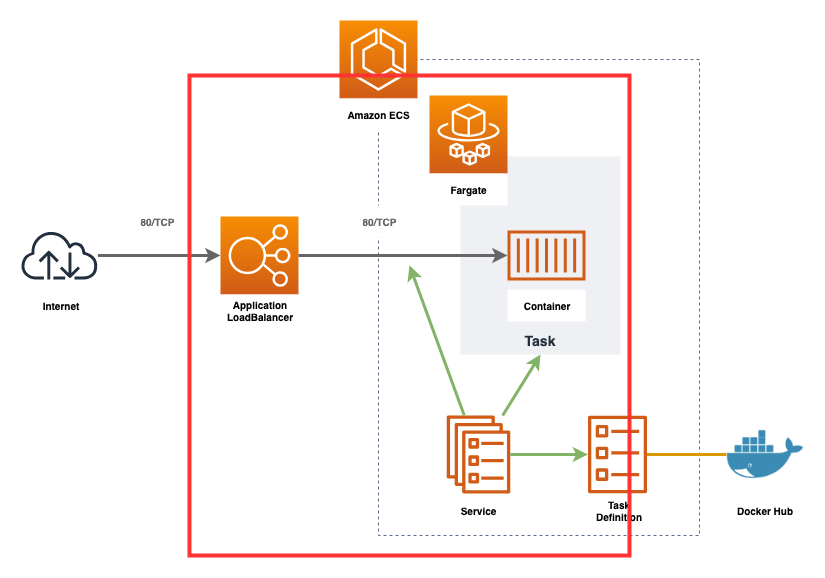 Amazon ECS
Fargate
80/TCP
80/TCP
Internet
Application
LoadBalancer
Container
Task
Service
Task
Definition
Docker Hub